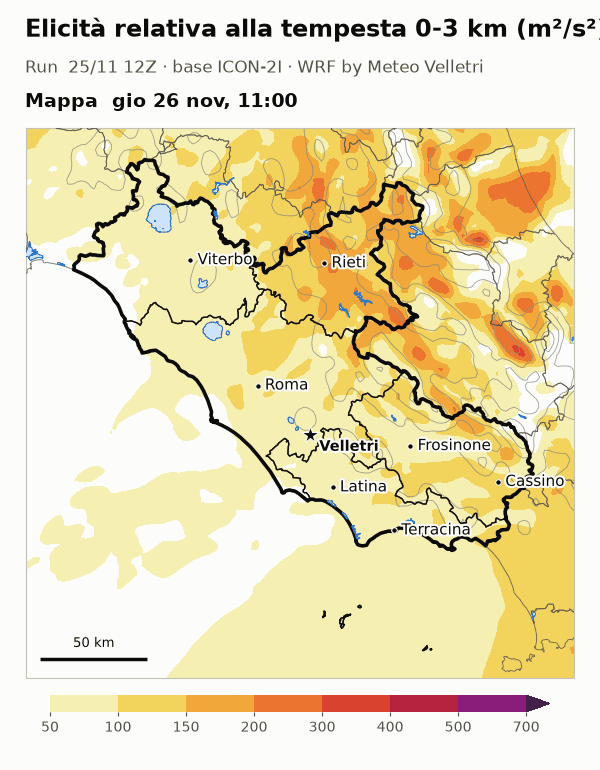 Elicità relativa alla tempesta 0-3 km (m²/s²)
Run  25/11 12Z · base ICON-2I · WRF by Meteo Velletri
Mappa  gio 26 nov, 11:00
Viterbo
Rieti
Roma
Velletri
Frosinone
Cassino
Latina
Terracina
50 km
50 100 150 200 300 400 500 700